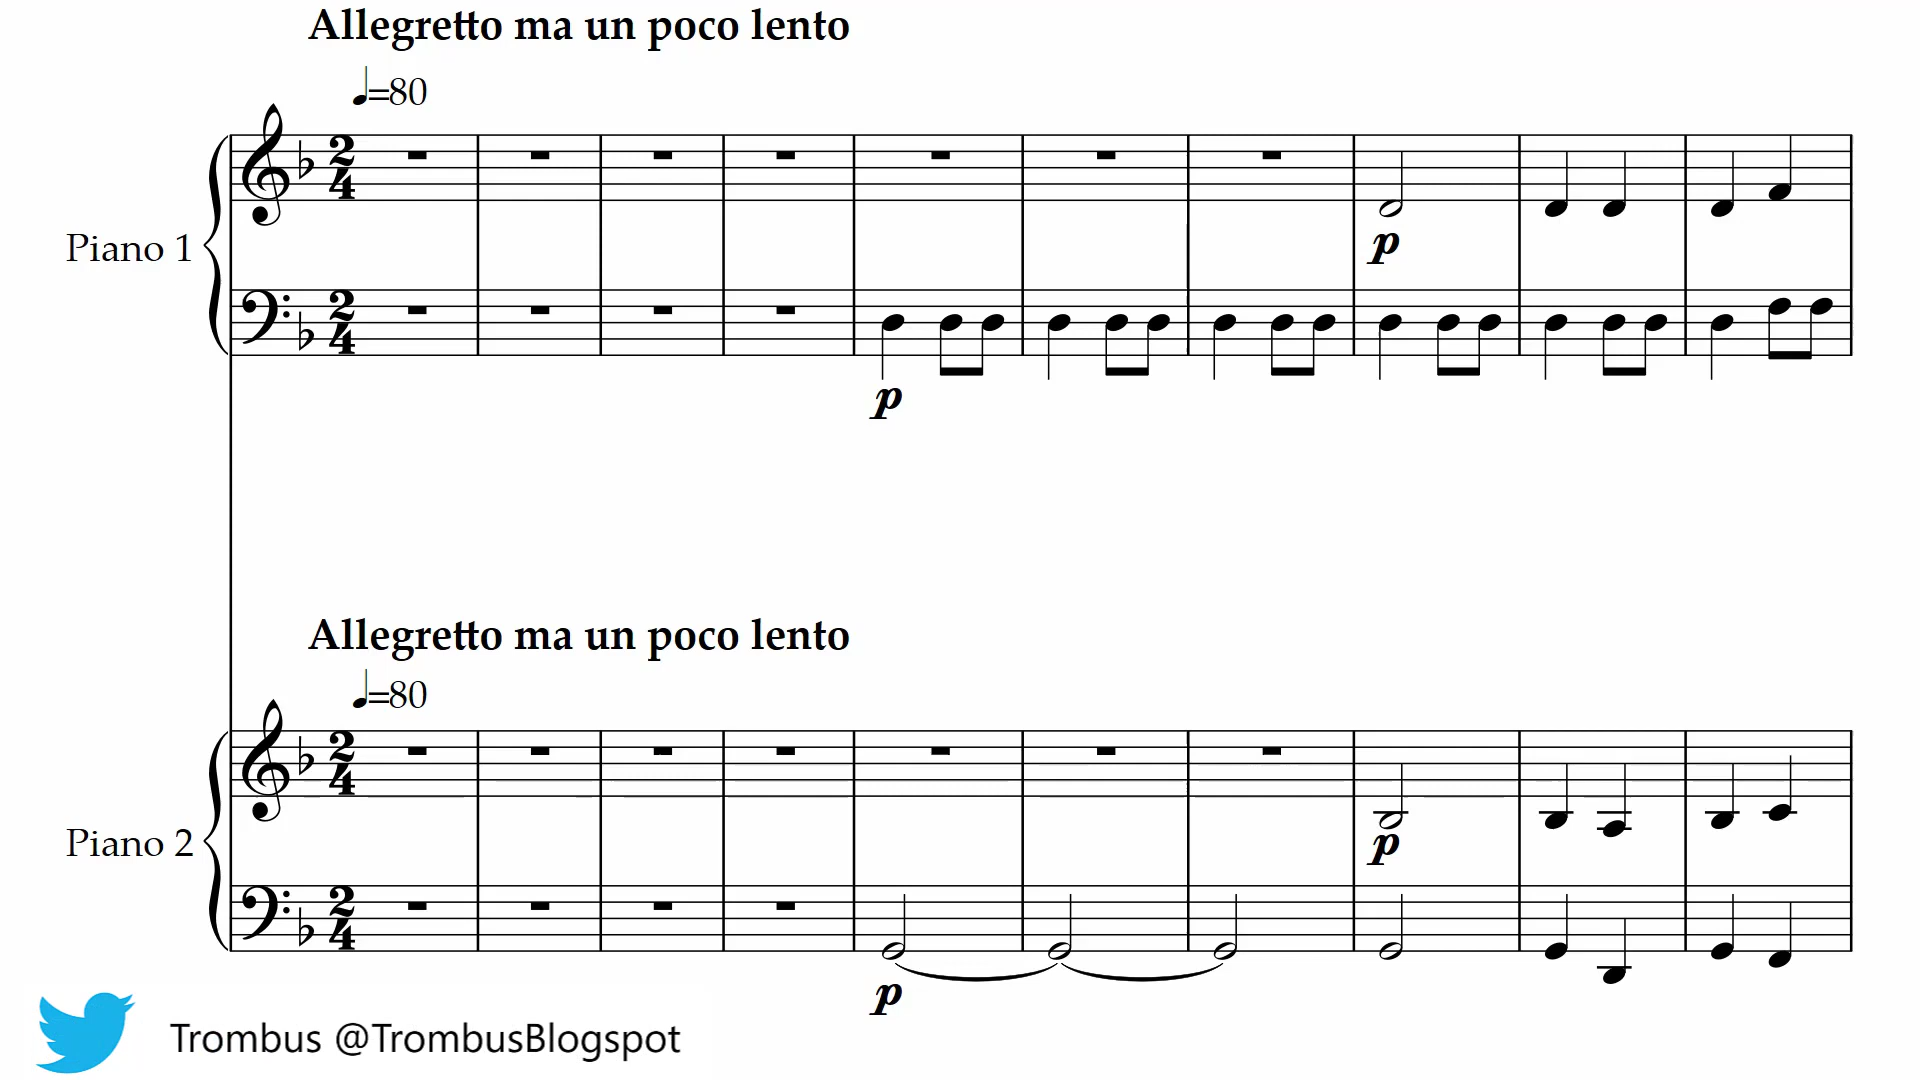 Allegretto ma un poco lento
♩=80
Piano 1
p
p
Allegretto ma un poco lento
♩=80
Piano 2
p
p
Trombus @TrombusBlogspot